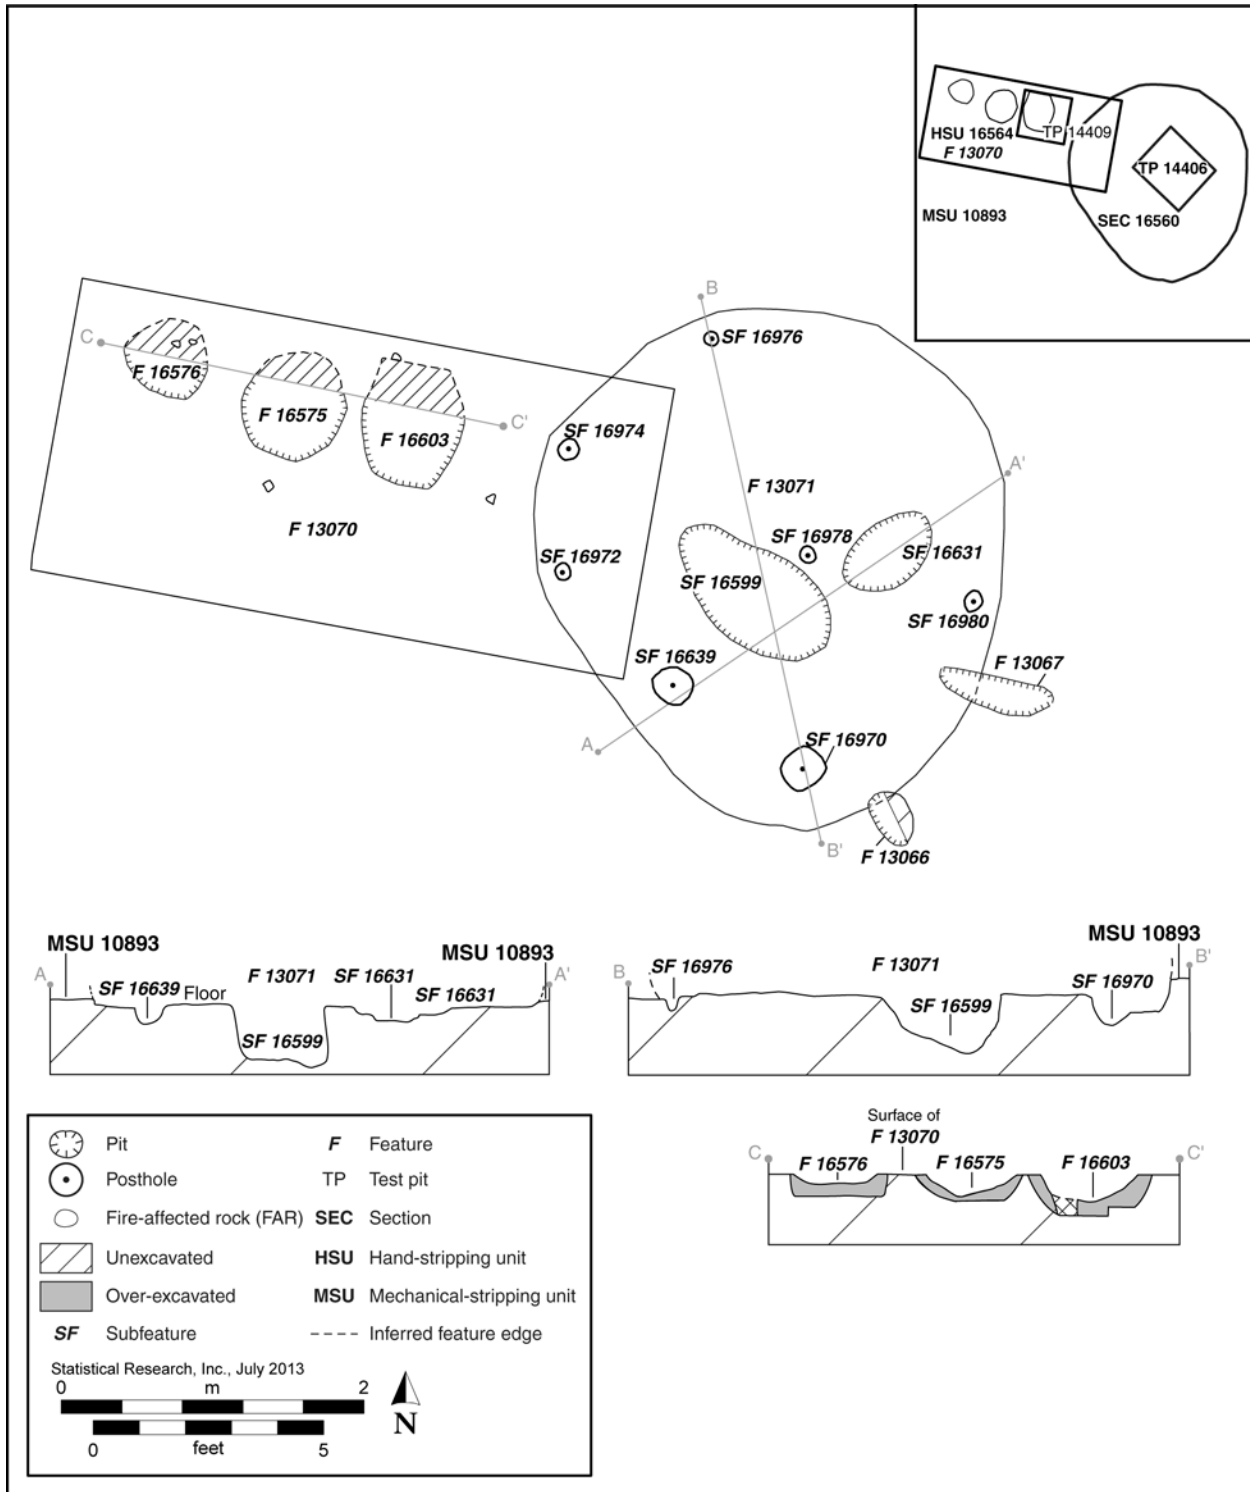 HSU 16564
TP 14409
F 13070
TP 14406
MSU 10893
SEC 16560
B
SF 16976
C
F 16576
F 16575
F 16603
C'
SF 16974
A'
F 13071
SF 16978
SF 16631
F 13070
SF 16972
SF 16599
SF 16980
SF 16639
F 13067
SF 16970
A
B'
F 13066
MSU 10893
MSU 10893
A
SF 16639
Floor
F 13071
SF 16631
SF 16631
A'
SF 16599
MSU 10893
B
SF 16976
F 13071
SF 16970
B'
SF 16599
Surface of
F 13070
C
F 16576
F 16575
F 16603
C'
Pit
F Feature
Posthole
TP Test pit
Fire-affected rock (FAR)
SEC Section
Unexcavated
HSU Hand-stripping unit
Over-excavated
MSU Mechanical-stripping unit
SF Subfeature
Inferred feature edge
Statistical Research, Inc., July 2013
0 m 2
0 feet 5
N